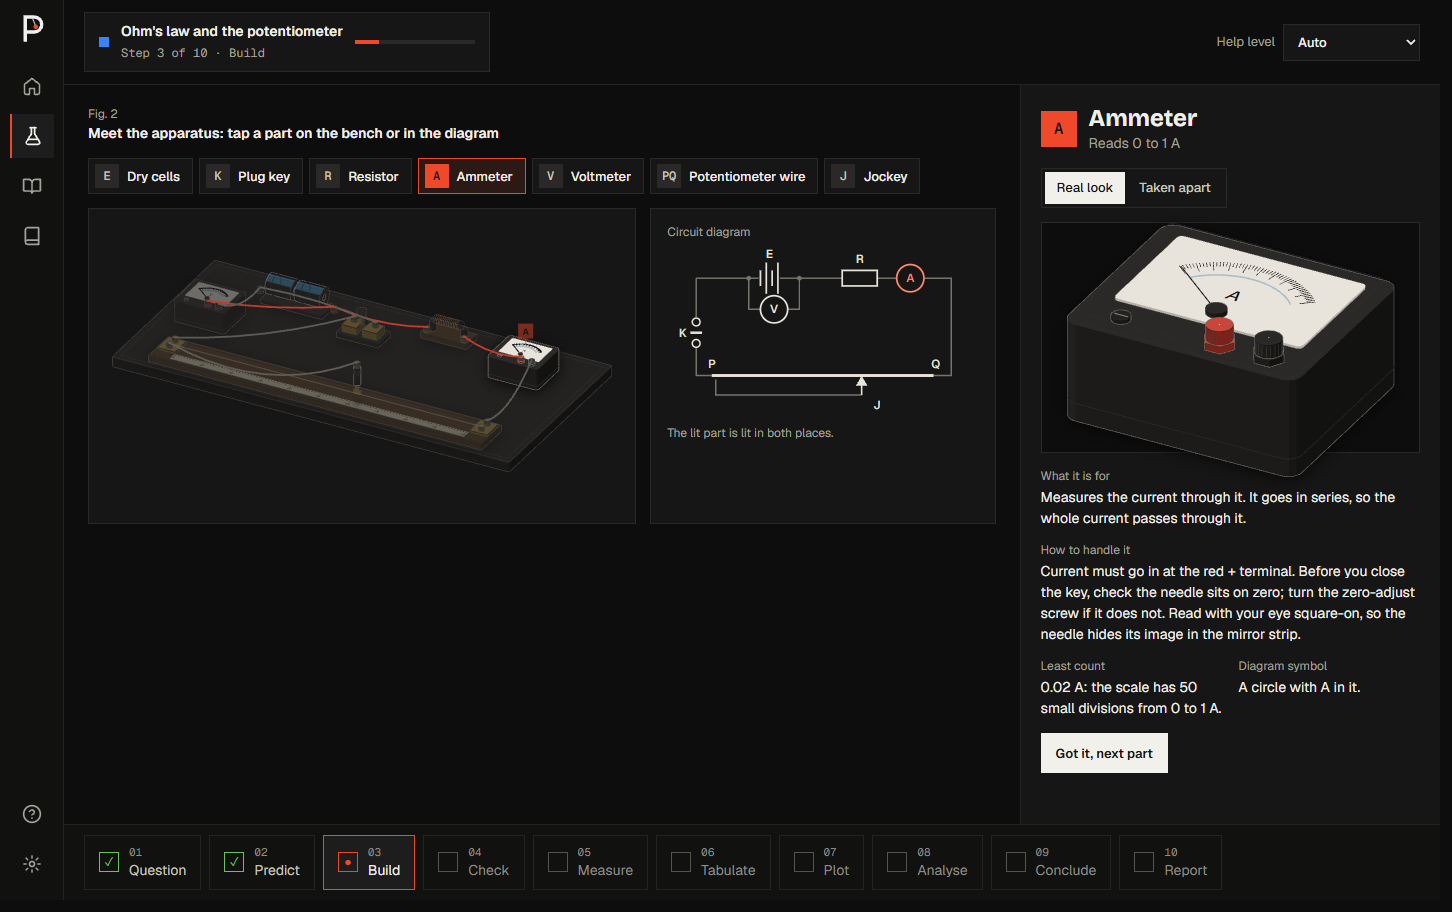 P
Ohm's law and the potentiometer
Step 3 of 10 · Build
Help level
Auto
Fig. 2
Meet the apparatus: tap a part on the bench or in the diagram
E Dry cells
K Plug key
R Resistor
A Ammeter
V Voltmeter
PQ Potentiometer wire
J Jockey
A
Circuit diagram
E
R
A
V
K
P
Q
J
The lit part is lit in both places.
A Ammeter
Reads 0 to 1 A
Real look
Taken apart
A
What it is for
Measures the current through it. It goes in series, so the
whole current passes through it.
How to handle it
Current must go in at the red + terminal. Before you close
the key, check the needle sits on zero; turn the zero-adjust
screw if it does not. Read with your eye square-on, so the
needle hides its image in the mirror strip.
Least count
0.02 A: the scale has 50
small divisions from 0 to 1 A.
Diagram symbol
A circle with A in it.
Got it, next part
01
Question
02
Predict
03
Build
04
Check
05
Measure
06
Tabulate
07
Plot
08
Analyse
09
Conclude
10
Report